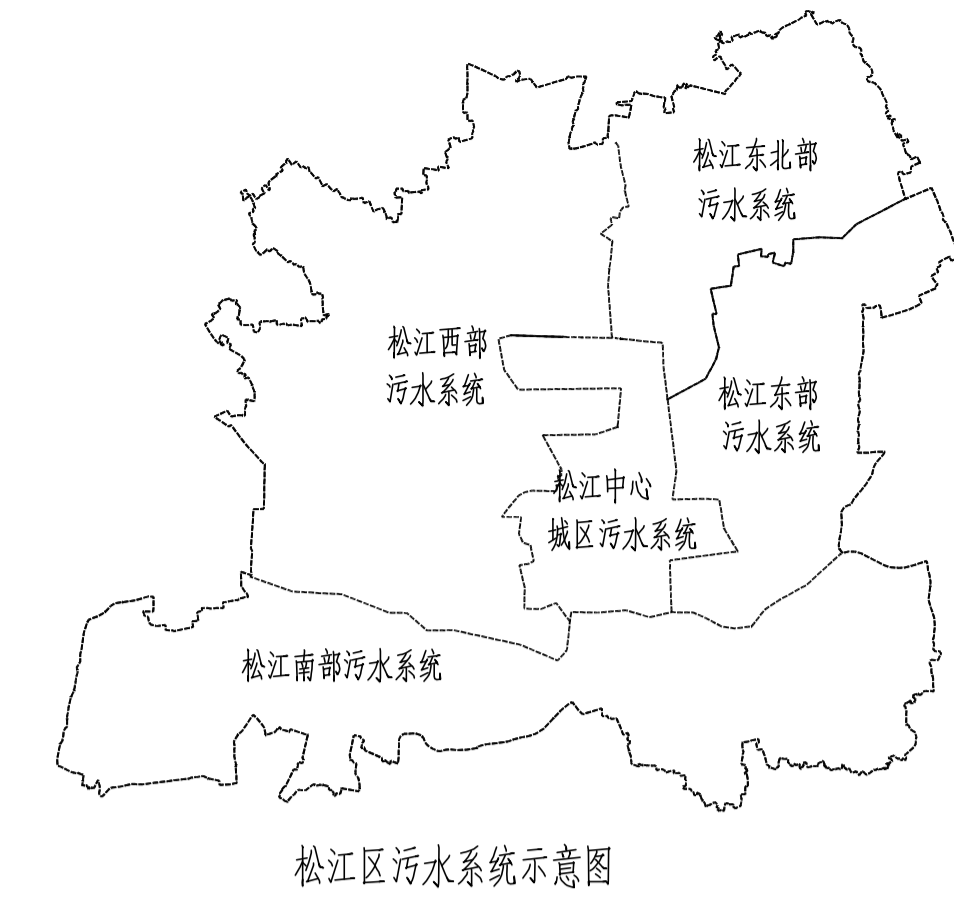 松江东北部
污水系统
松江西部
污水系统
松江东部
污水系统
松江中心
城区污水系统
松江南部污水系统
松江区污水系统示意图